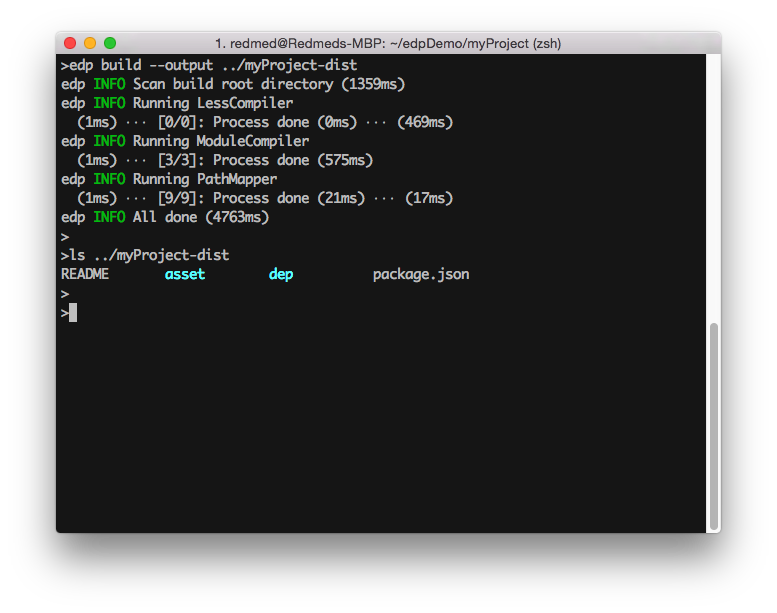 1. redmed@Redmeds-MBP: ~/edpDemo/myProject (zsh)
>edp build --output ../myProject-dist
edp INFO Scan build root directory (1359ms)
edp INFO Running LessCompiler
  (1ms) ··· [0/0]: Process done (0ms) ··· (469ms)
edp INFO Running ModuleCompiler
  (1ms) ··· [3/3]: Process done (575ms)
edp INFO Running PathMapper
  (1ms) ··· [9/9]: Process done (21ms) ··· (17ms)
edp INFO All done (4763ms)
>
>ls ../myProject-dist
README       asset        dep          package.json
>
>